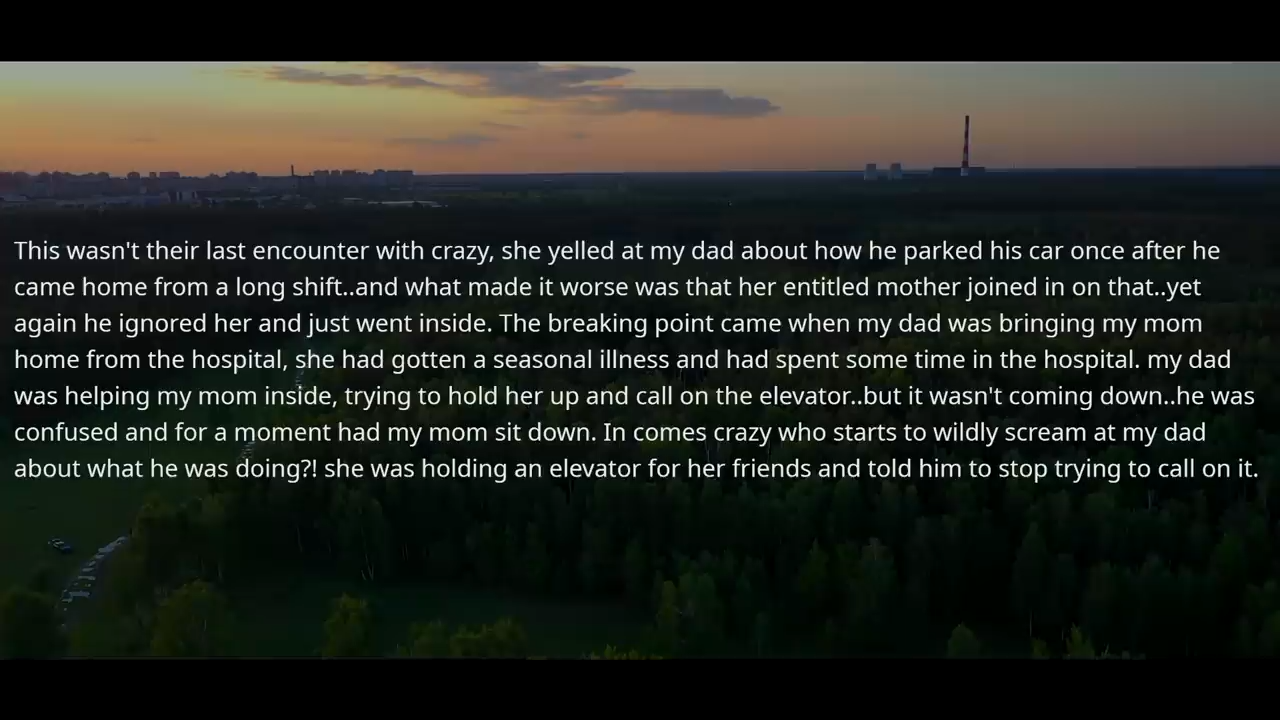 This wasn't their last encounter with crazy, she yelled at my dad about how he parked his car once after he
came home from a long shift..and what made it worse was that her entitled mother joined in on that..yet
again he ignored her and just went inside. The breaking point came when my dad was bringing my mom
home from the hospital, she had gotten a seasonal illness and had spent some time in the hospital. my dad
was helping my mom inside, trying to hold her up and call on the elevator..but it wasn't coming down..he was
confused and for a moment had my mom sit down. In comes crazy who starts to wildly scream at my dad
about what he was doing?! she was holding an elevator for her friends and told him to stop trying to call on it.